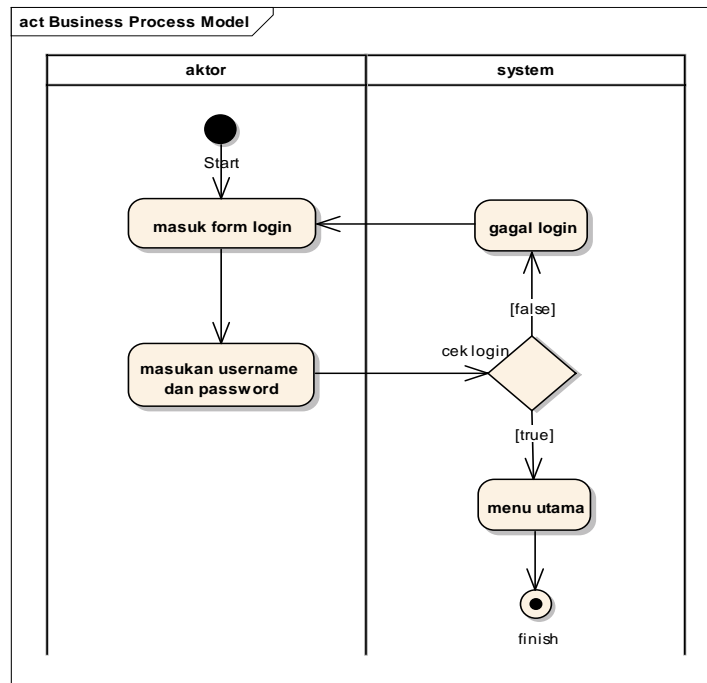 act Business Process Model
aktor
system
Start
masuk form login
gagal login
[false]
masukan username
dan password
cek login
[true]
menu utama
finish